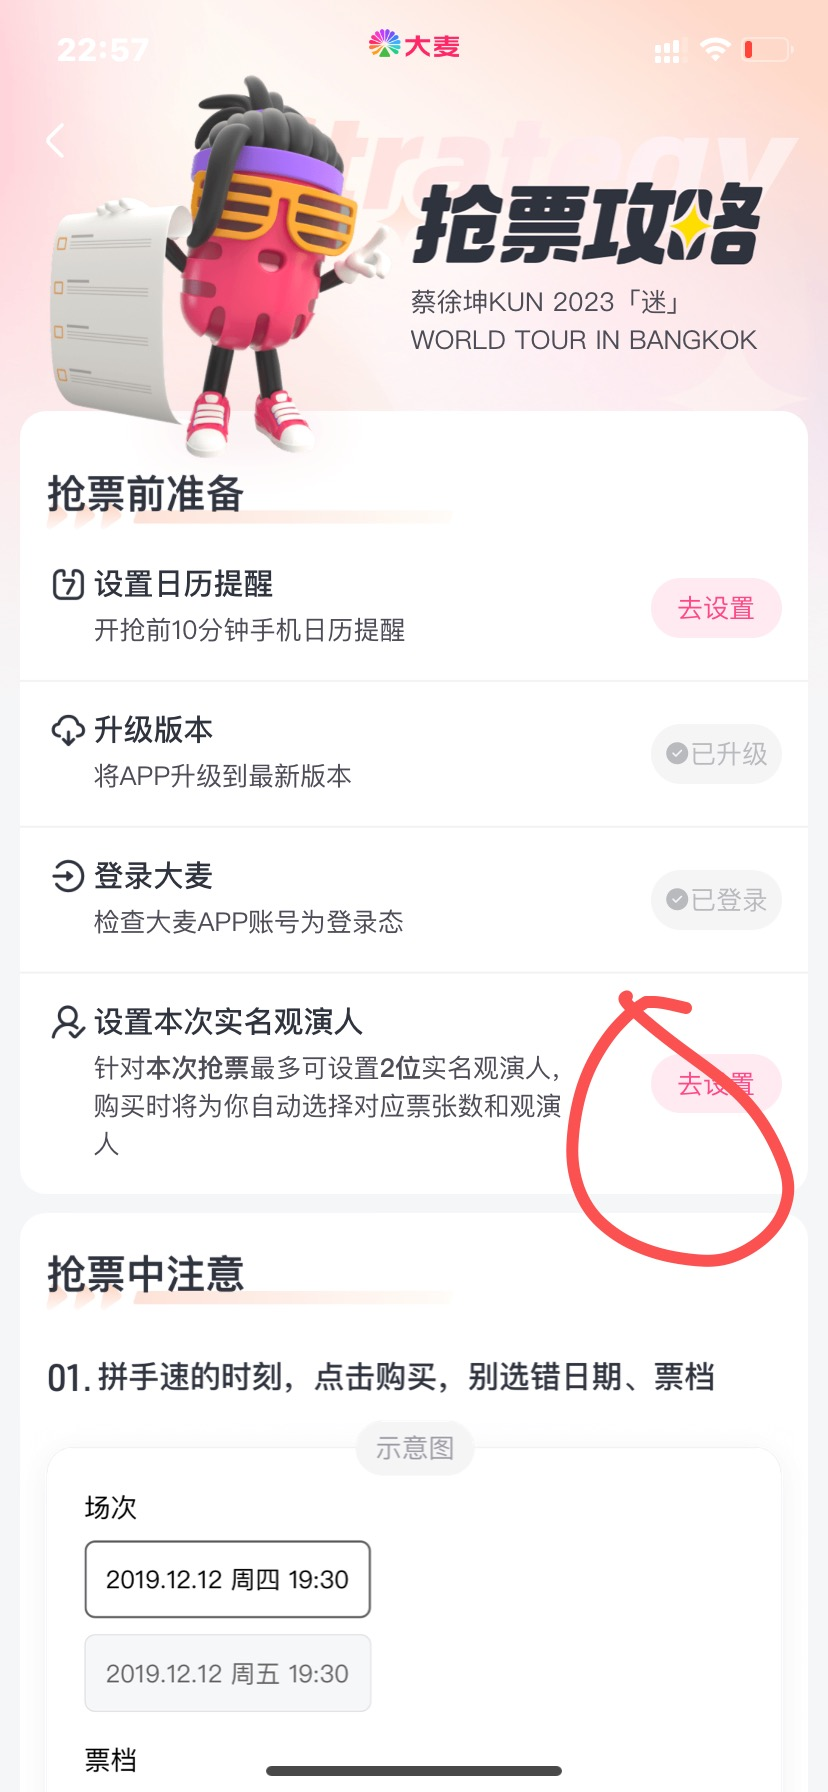 22:57
大麦
Strategy
抢票攻略
蔡徐坤KUN 2023「迷」
WORLD TOUR IN BANGKOK
抢票前准备
7 设置日历提醒
开抢前10分钟手机日历提醒
去设置
升级版本
将APP升级到最新版本
已升级
登录大麦
检查大麦APP账号为登录态
已登录
设置本次实名观演人
针对本次抢票最多可设置2位实名观演人，
购买时将为你自动选择对应票张数和观演
人
去设置
抢票中注意
01. 拼手速的时刻，点击购买，别选错日期、票档
示意图
场次
2019.12.12 周四 19:30
2019.12.12 周五 19:30
票档